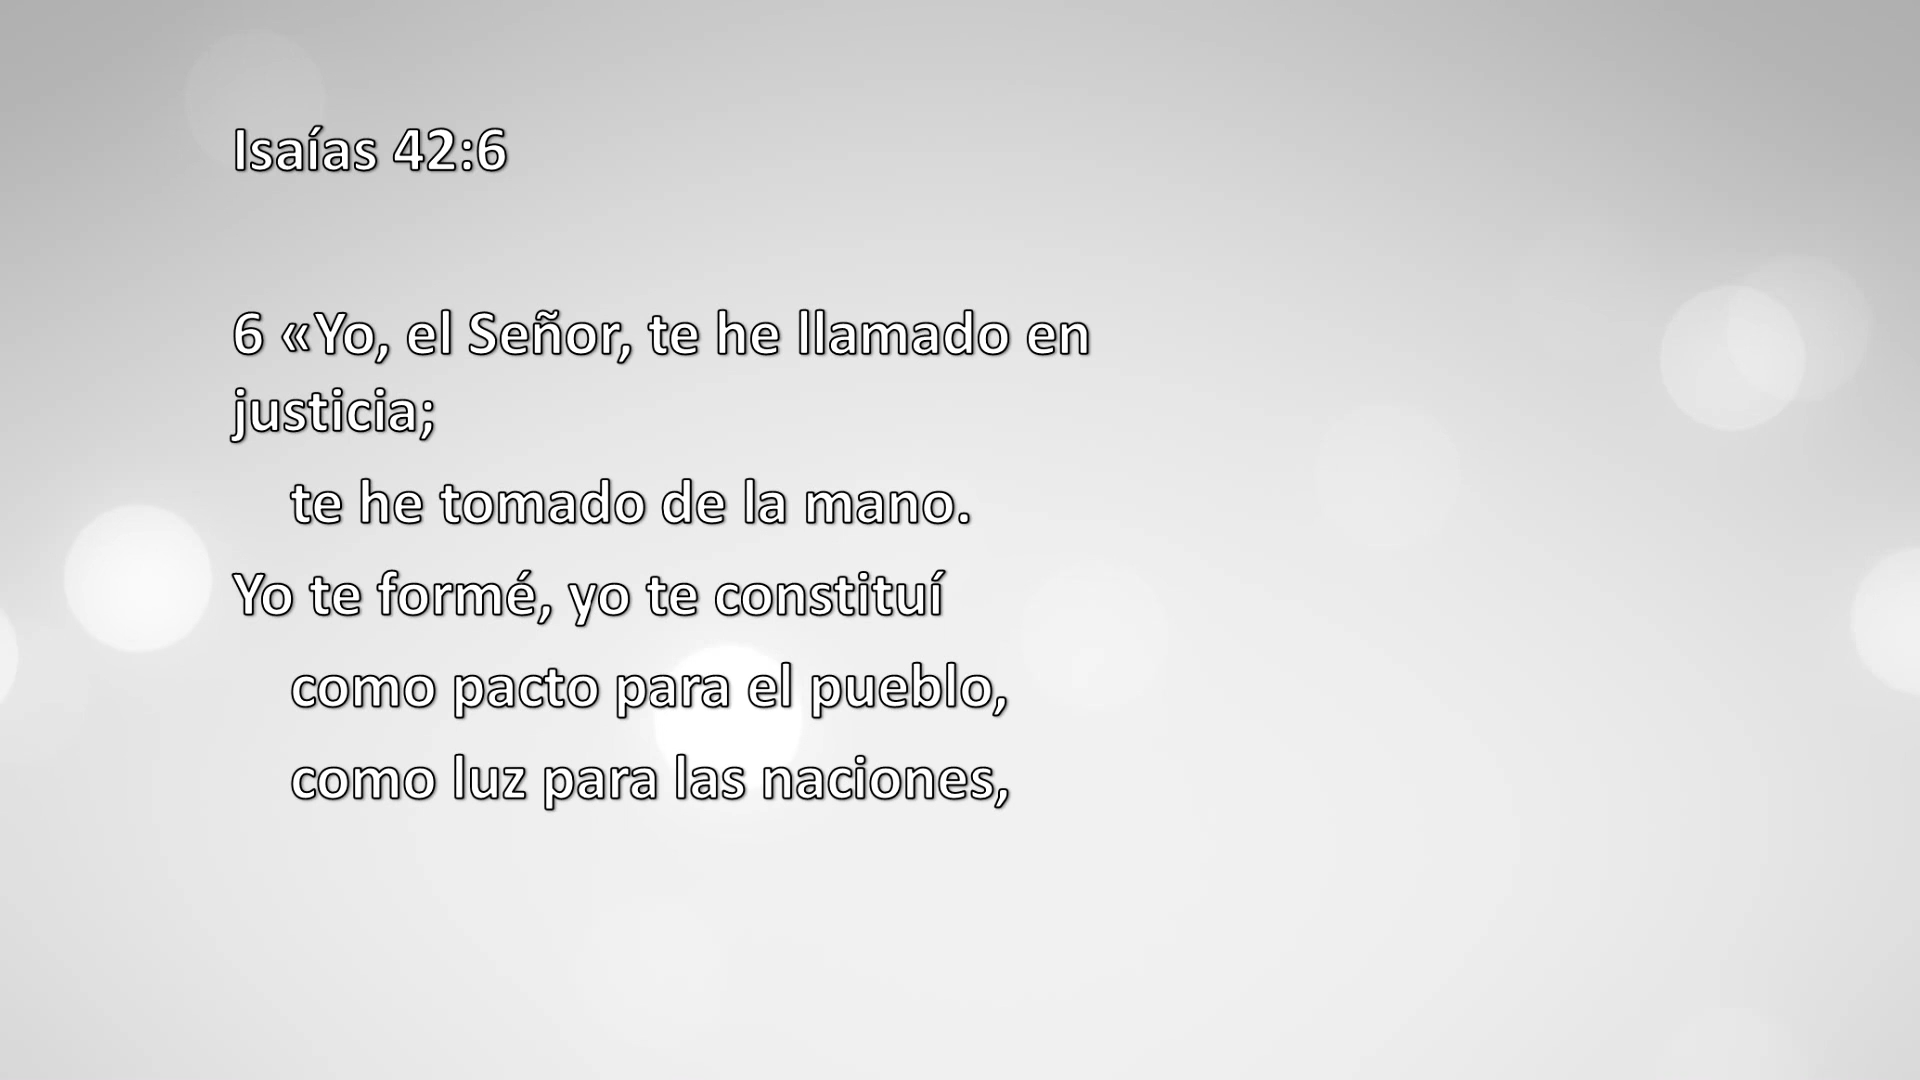 Isaías 42:6
6 «Yo, el Señor, te he llamado en
justicia;
te he tomado de la mano.
Yo te formé, yo te constituí
como pacto para el pueblo,
como luz para las naciones,